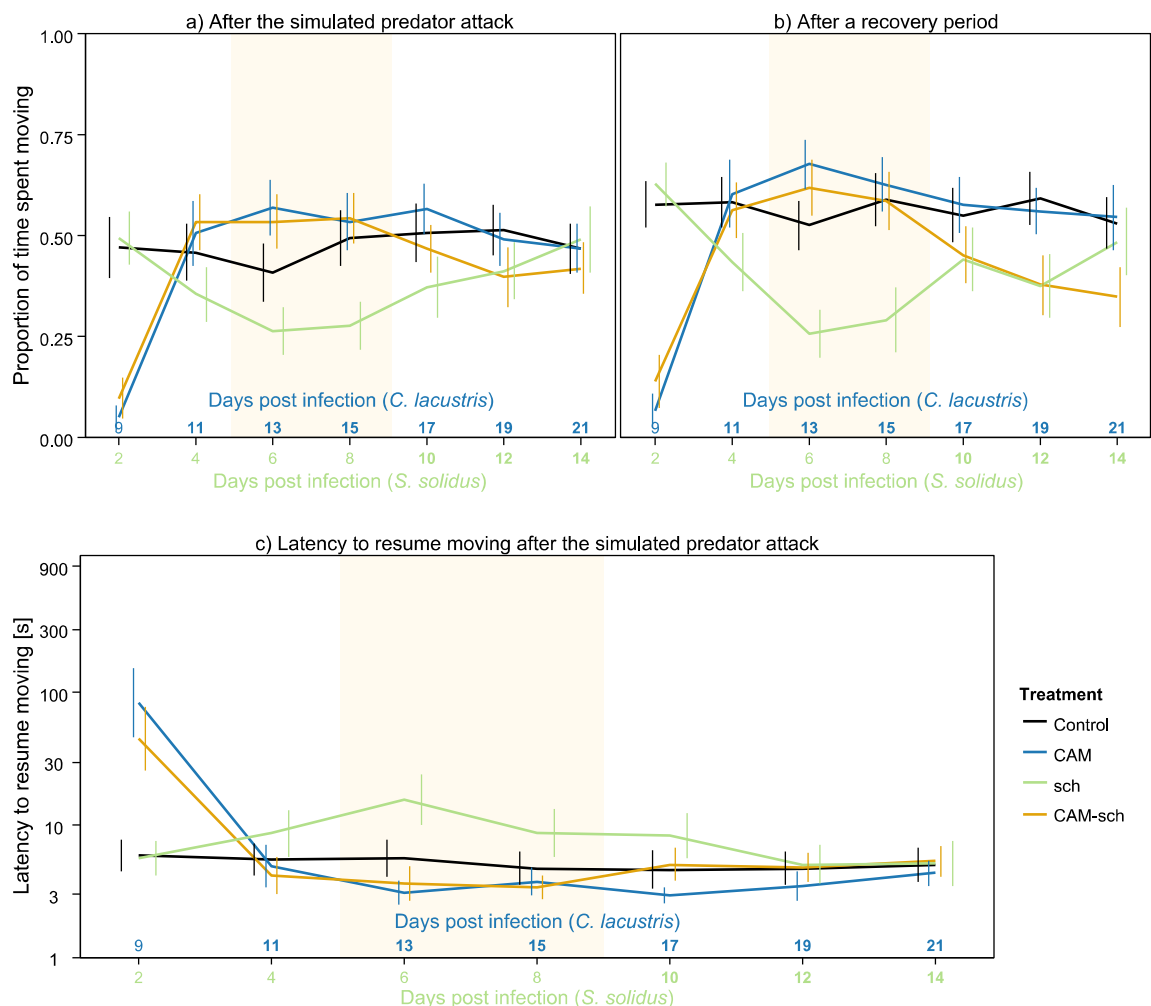 a) After the simulated predator attack
b) After a recovery period
1.00
0.75
0.50
0.25
0.00
Proportion of time spent moving
Days post infection (C. lacustris)
9 11 13 15 17 19 21
2 4 6 8 10 12 14
Days post infection (S. solidus)
Days post infection (C. lacustris)
9 11 13 15 17 19 21
2 4 6 8 10 12 14
Days post infection (S. solidus)
c) Latency to resume moving after the simulated predator attack
900
300
100
30
10
3
1
Latency to resume moving [s]
Days post infection (C. lacustris)
9 11 13 15 17 19 21
2 4 6 8 10 12 14
Days post infection (S. solidus)
Treatment
Control
CAM
sch
CAM-sch